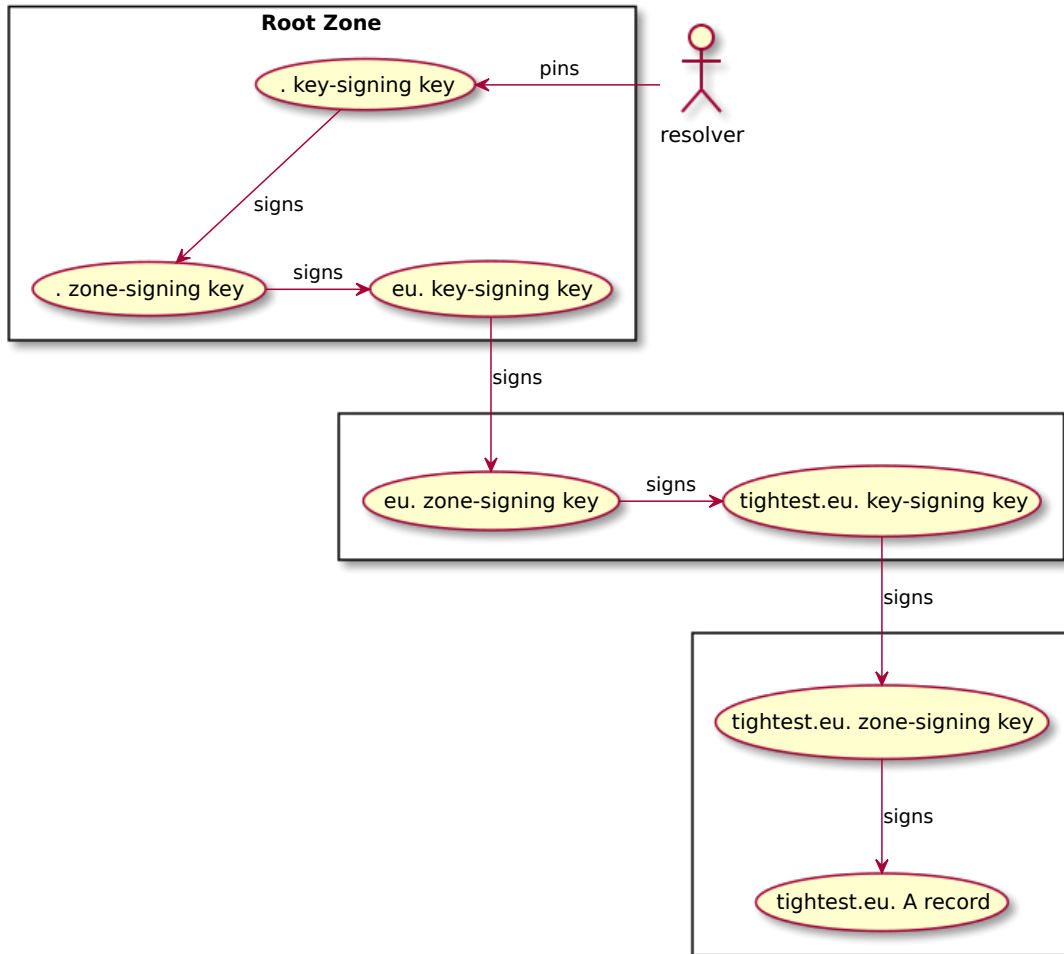 Root Zone
. key-signing key
pins
resolver
signs
. zone-signing key
signs
eu. key-signing key
signs
eu. zone-signing key
signs
tightest.eu. key-signing key
signs
tightest.eu. zone-signing key
signs
tightest.eu. A record